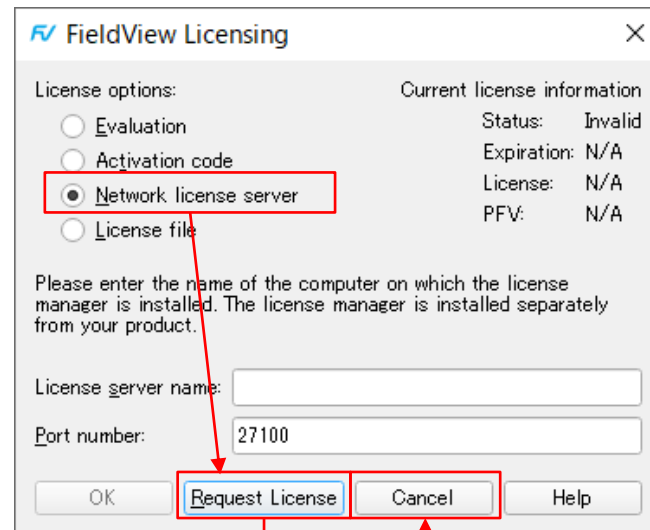 FV FieldView Licensing
License options:
Current license information
Evaluation
Status: Invalid
Activation code
Expiration: N/A
Network license server
License: N/A
License file
PFV: N/A
Please enter the name of the computer on which the license
manager is installed. The license manager is installed separately
from your product.
License server name:
Port number: 27100
OK Request License Cancel Help